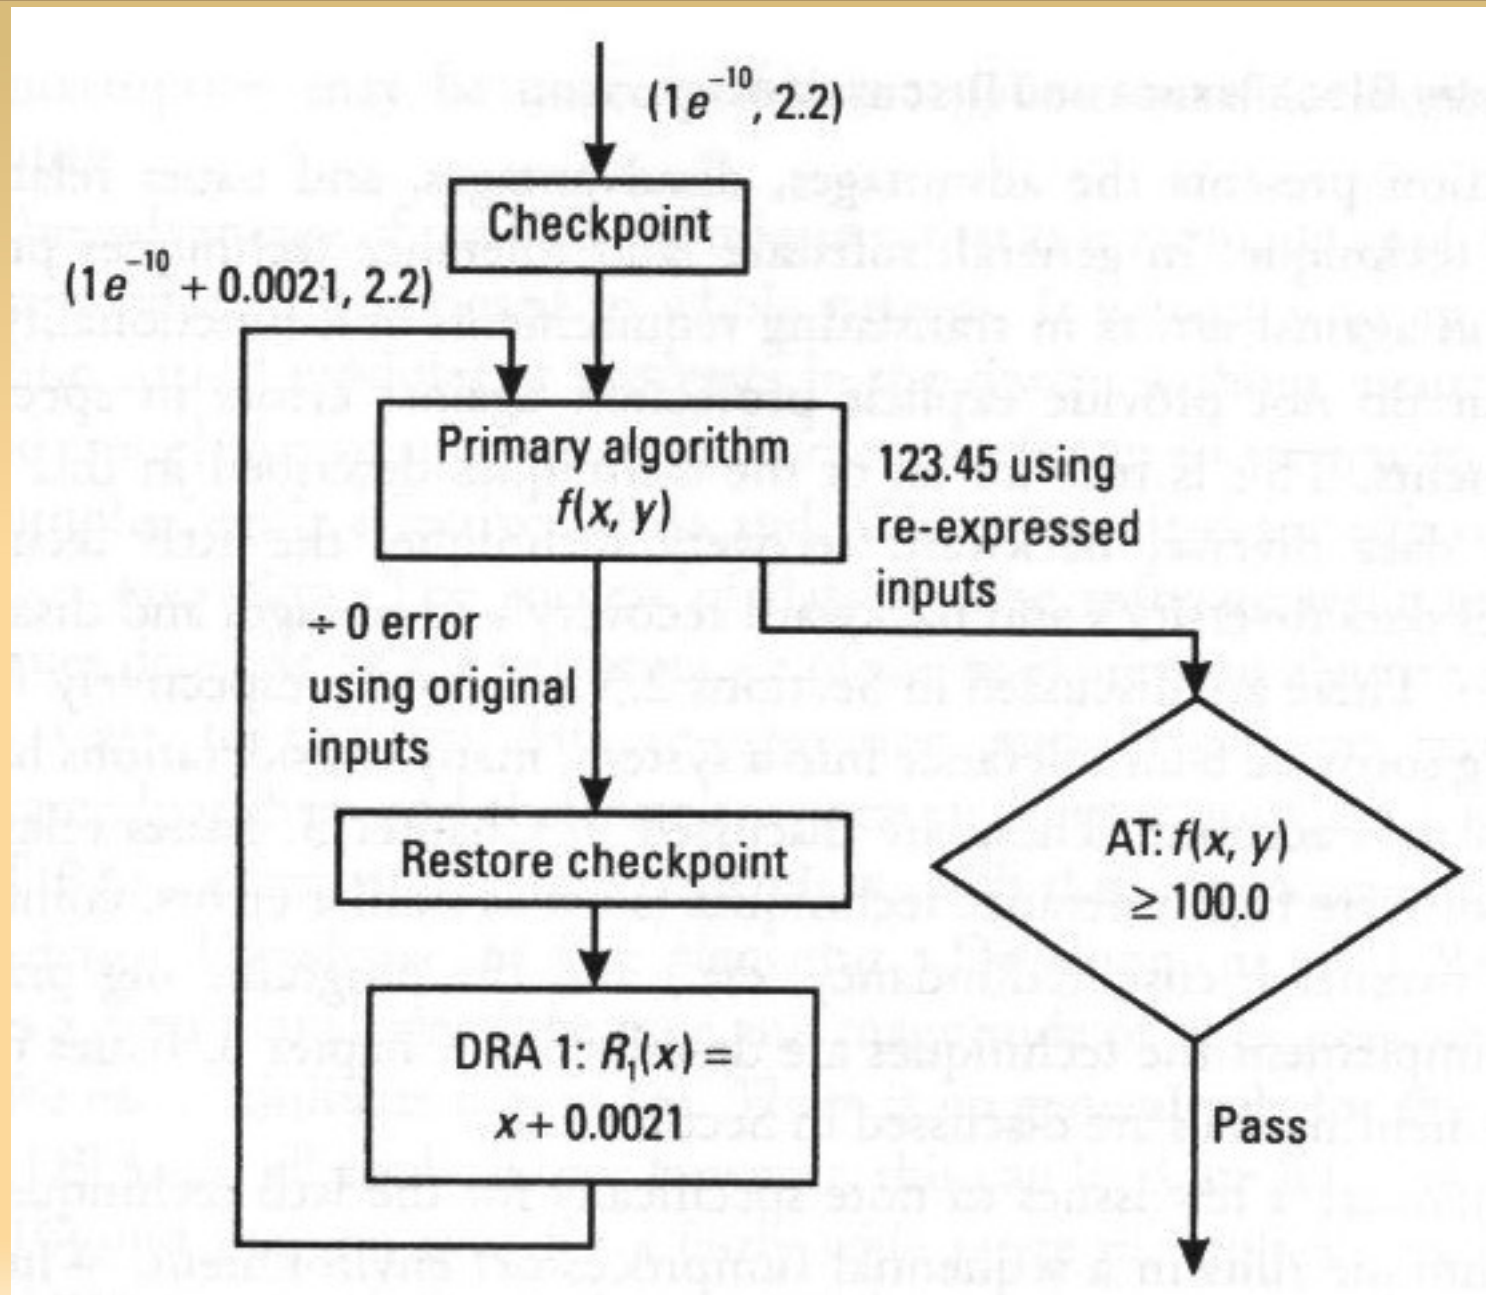 (1e⁻¹⁰, 2.2)
Checkpoint
(1e⁻¹⁰ + 0.0021, 2.2)
Primary algorithm
f(x, y)
123.45 using
re-expressed
inputs
÷ 0 error
using original
inputs
Restore checkpoint
AT: f(x, y)
≥ 100.0
DRA 1: R₁(x) =
x + 0.0021
Pass